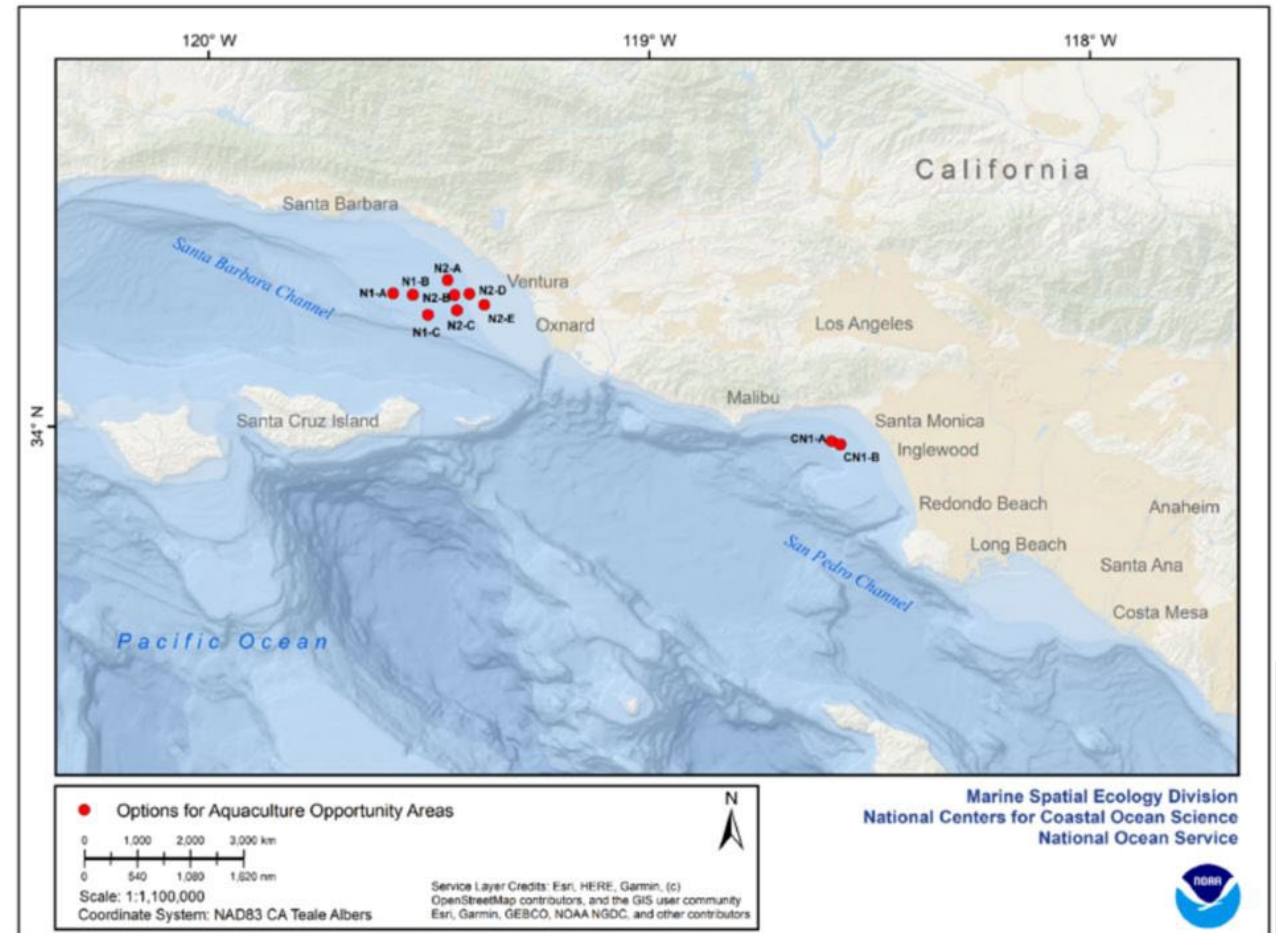 120° W
119° W
118° W
California
Santa Barbara
Santa Barbara Channel
N2-A
N1-B
N1-A
N2-B
N2-D
Ventura
N1-C
N2-C
N2-E
Oxnard
Los Angeles
Malibu
34° N
Santa Cruz Island
Santa Monica
CN1-A
Inglewood
CN1-B
Redondo Beach
Anaheim
San Pedro Channel
Long Beach
Santa Ana
Costa Mesa
Pacific Ocean
Options for Aquaculture Opportunity Areas
0 1,000 2,000 3,000 km
0 540 1,080 1,620 nm
Scale: 1:1,100,000
Coordinate System: NAD83 CA Teale Albers
Service Layer Credits: Esri, HERE, Garmin, (c)
OpenStreetMap contributors, and the GIS user community
Esri, Garmin, GEBCO, NOAA NGDC, and other contributors
N
Marine Spatial Ecology Division
National Centers for Coastal Ocean Science
National Ocean Service
NOAA